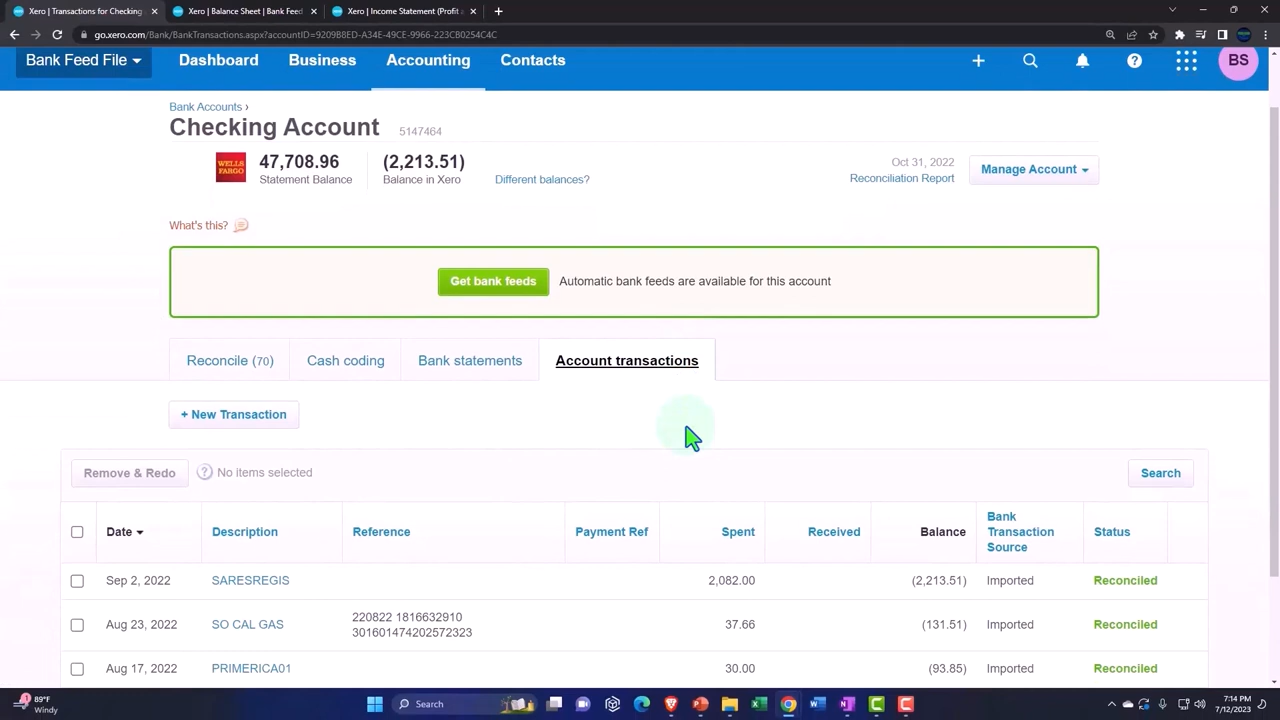 Xero | Transactions for Checking
Xero | Balance Sheet | Bank Feed
Xero | Income Statement (Profit a
go.xero.com/Bank/BankTransactions.aspx?accountID=9209B8ED-A34E-49CE-9966-223CB0254C4C
Bank Feed File
Dashboard
Business
Accounting
Contacts
BS
Bank Accounts ›
Checking Account 5147464
WELLS FARGO
47,708.96
Statement Balance
(2,213.51)
Balance in Xero
Different balances?
Oct 31, 2022
Reconciliation Report
Manage Account
What's this?
Get bank feeds
Automatic bank feeds are available for this account
Reconcile (70)
Cash coding
Bank statements
Account transactions
+ New Transaction
Remove & Redo
? No items selected
Search
Date
Description
Reference
Payment Ref
Spent
Received
Balance
Bank
Transaction
Source
Status
Sep 2, 2022 SARESREGIS 2,082.00 (2,213.51) Imported Reconciled
Aug 23, 2022 SO CAL GAS 220822 1816632910
301601474202572323
37.66 (131.51) Imported Reconciled
Aug 17, 2022 PRIMERICA01 30.00 (93.85) Imported Reconciled
89°F
Windy
Search
7:14 PM
7/12/2023